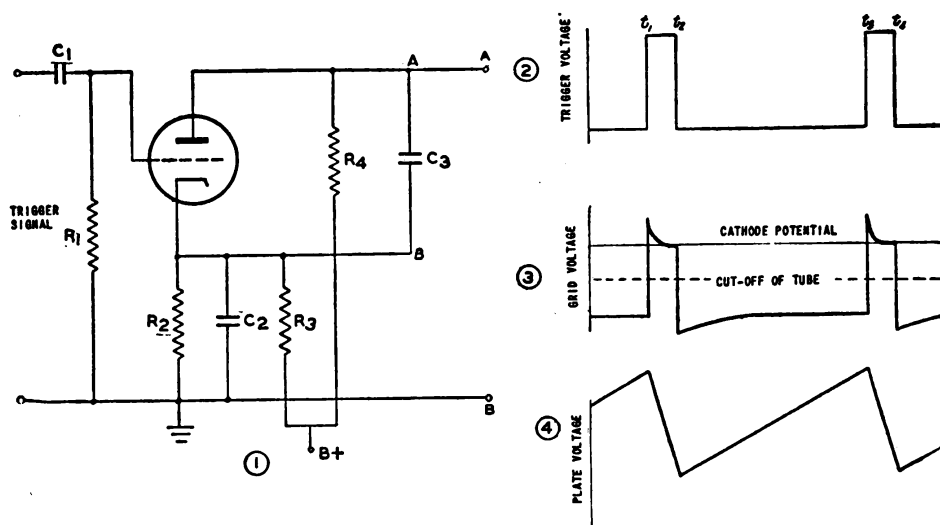 C1
A
A
R4
C3
TRIGGER
SIGNAL
R1
B
R2
C2
R3
B
B+
1
2
TRIGGER VOLTAGE
t1 t2
t3 t4
3
GRID VOLTAGE
CATHODE POTENTIAL
CUT-OFF OF TUBE
4
PLATE VOLTAGE